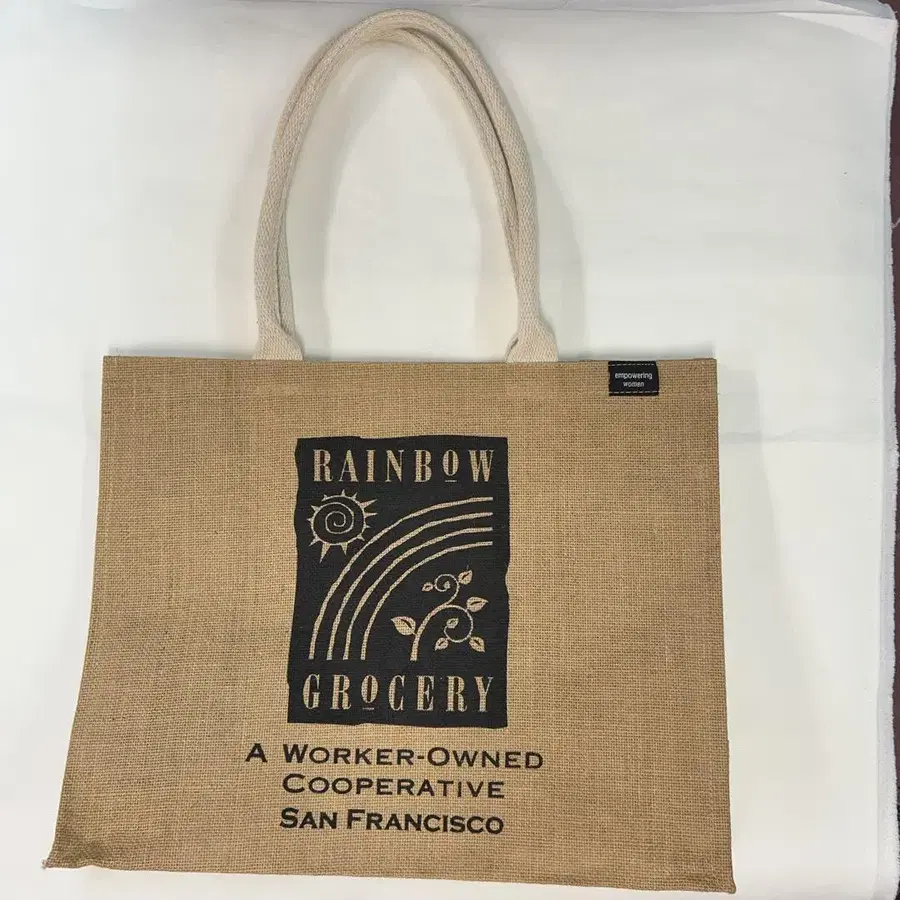 empowering
women
RAINBOW
GROCERY
A WORKER-OWNED
COOPERATIVE
SAN FRANCISCO